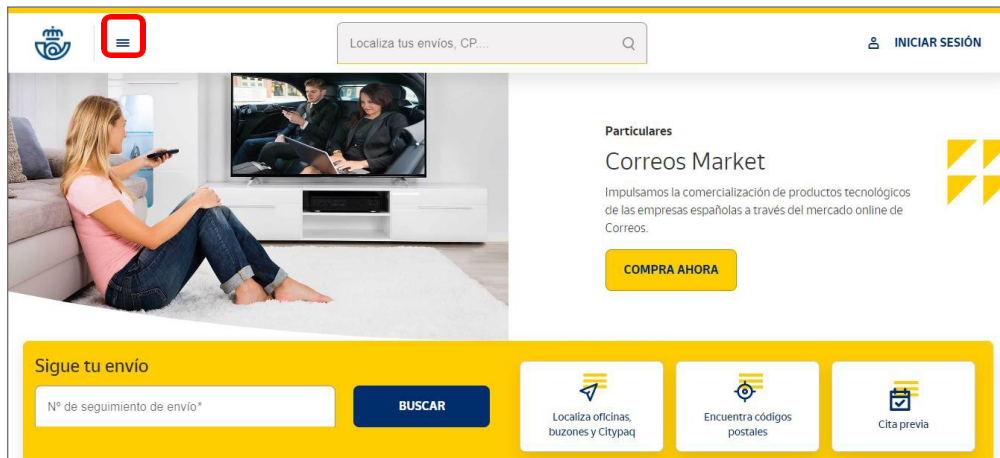 Localiza tus envíos, CP....
INICIAR SESIÓN
Particulares
Correos Market
Impulsamos la comercialización de productos tecnológicos
de las empresas españolas a través del mercado online de
Correos.
COMPRA AHORA
Sigue tu envío
Nº de seguimiento de envío*
BUSCAR
Localiza oficinas,
buzones y Citypaq
Encuentra códigos
postales
Cita previa